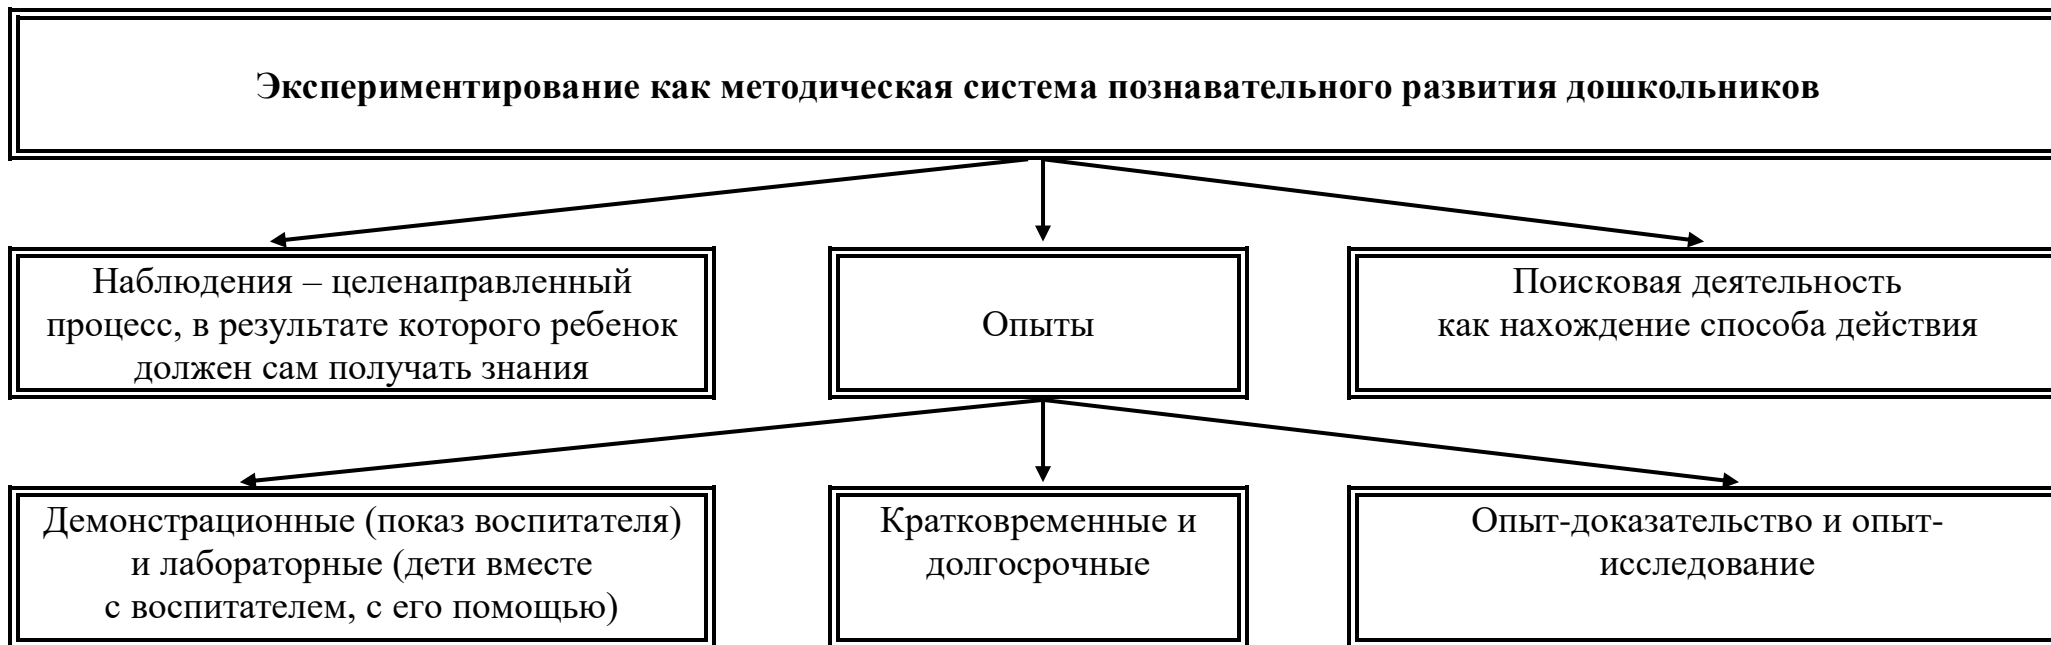 Экспериментирование как методическая система познавательного развития дошкольников
Наблюдения – целенаправленный
процесс, в результате которого ребенок
должен сам получать знания
Опыты
Поисковая деятельность
как нахождение способа действия
Демонстрационные (показ воспитателя)
и лабораторные (дети вместе
с воспитателем, с его помощью)
Кратковременные и
долгосрочные
Опыт-доказательство и опыт-
исследование